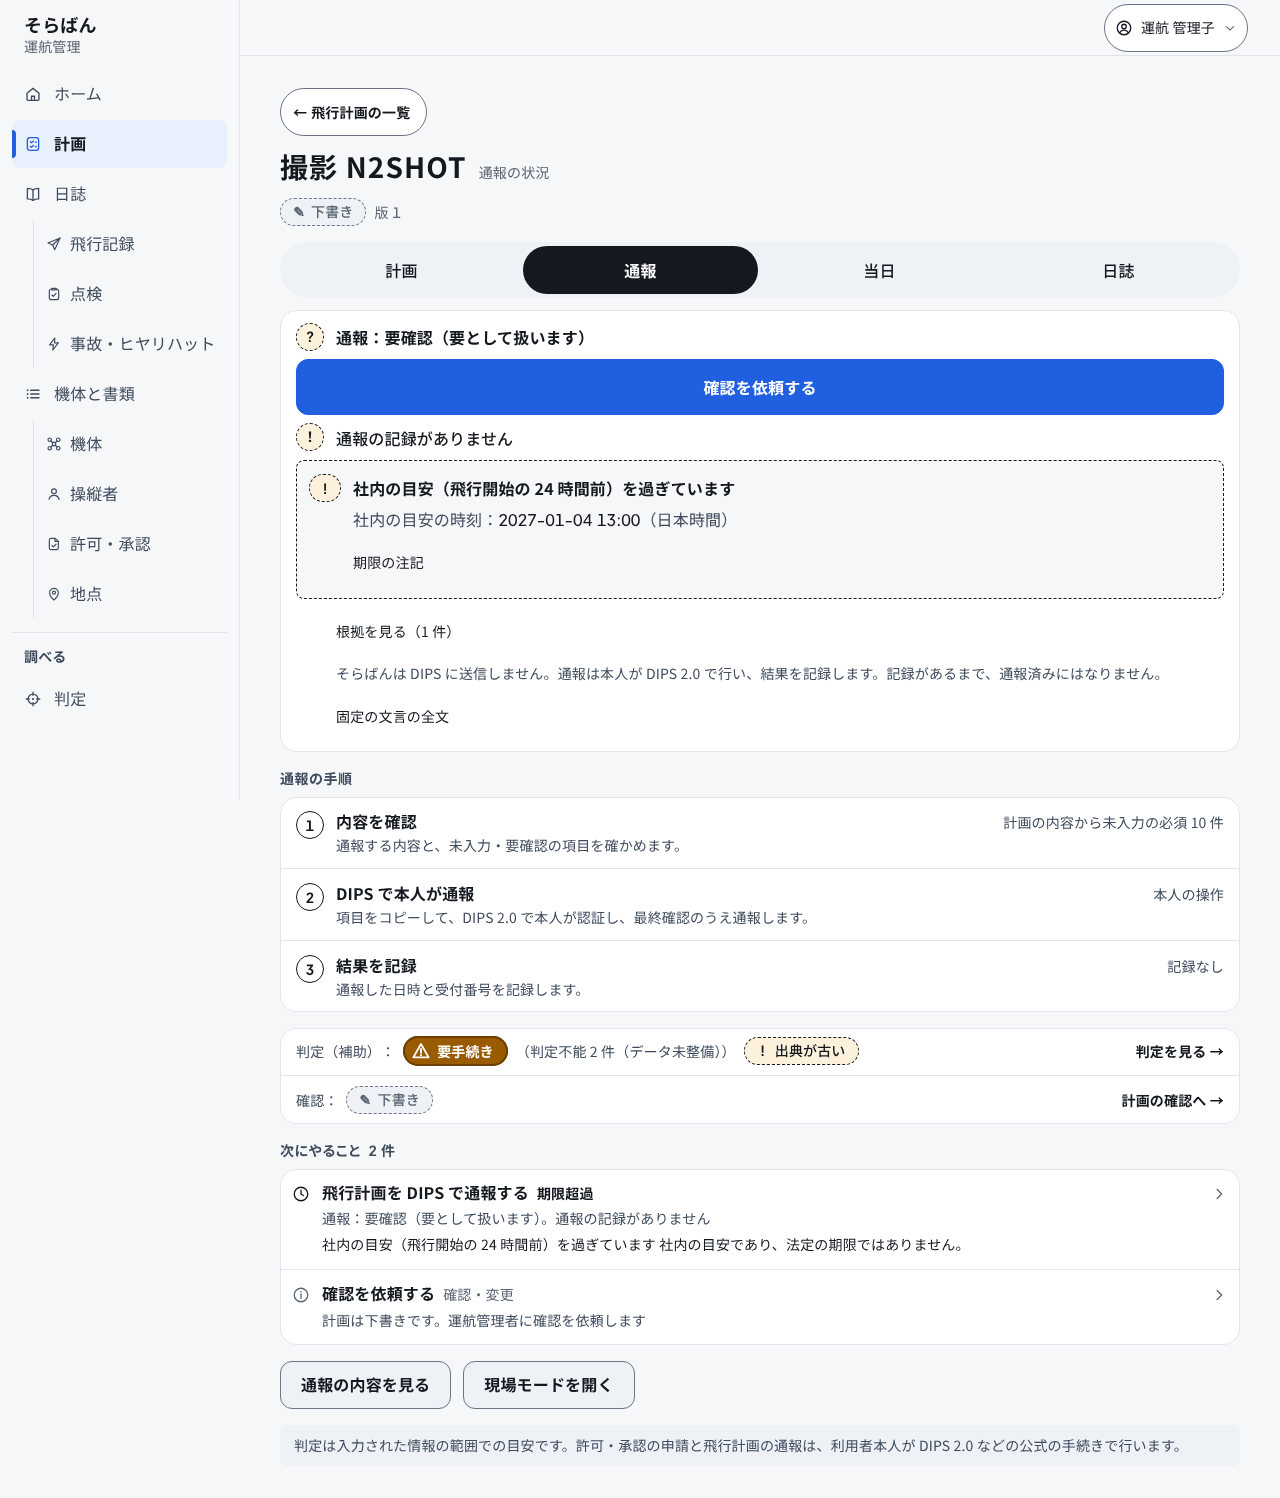 そらばん
運航管理
ホーム
計画
日誌
飛行記録
点検
事故・ヒヤリハット
機体と書類
機体
操縦者
許可・承認
地点
調べる
判定
運航 管理子
← 飛行計画の一覧
撮影 N2SHOT 通報の状況
✎ 下書き 版 1
計画 通報 当日 日誌
? 通報：要確認（要として扱います）
確認を依頼する
! 通報の記録がありません
! 社内の目安（飛行開始の 24 時間前）を過ぎています
社内の目安の時刻：2027-01-04 13:00（日本時間）
期限の注記
根拠を見る（1 件）
そらばんは DIPS に送信しません。通報は本人が DIPS 2.0 で行い、結果を記録します。記録があるまで、通報済みにはなりません。
固定の文言の全文
通報の手順
1 内容を確認 計画の内容から未入力の必須 10 件
通報する内容と、未入力・要確認の項目を確かめます。
2 DIPS で本人が通報 本人の操作
項目をコピーして、DIPS 2.0 で本人が認証し、最終確認のうえ通報します。
3 結果を記録 記録なし
通報した日時と受付番号を記録します。
判定（補助）： 要手続き （判定不能 2 件（データ未整備）） ! 出典が古い 判定を見る →
確認： ✎ 下書き 計画の確認へ →
次にやること 2 件
飛行計画を DIPS で通報する 期限超過
通報：要確認（要として扱います）。通報の記録がありません
社内の目安（飛行開始の 24 時間前）を過ぎています 社内の目安であり、法定の期限ではありません。
確認を依頼する 確認・変更
計画は下書きです。運航管理者に確認を依頼します
通報の内容を見る 現場モードを開く
判定は入力された情報の範囲での目安です。許可・承認の申請と飛行計画の通報は、利用者本人が DIPS 2.0 などの公式の手続きで行います。